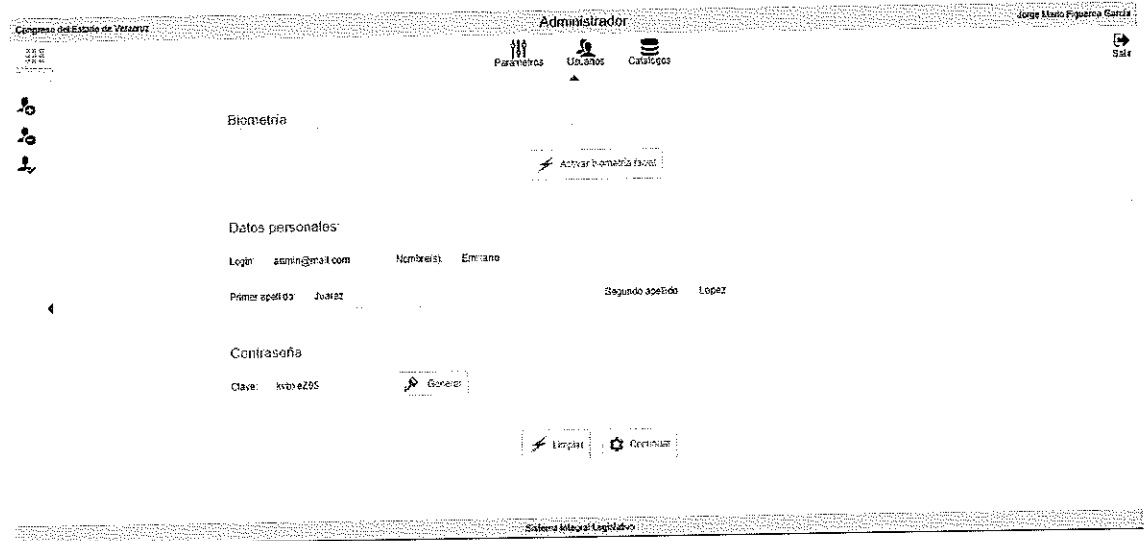 Congreso del Estado de Veracruz Administrador Jorge Mario Figueroa García
Parámetros Usuarios Catálogos Salir
Biometría
Activar biometría facial
Datos personales:
Login: admin@mail.com Nombre(s): Emiliano
Primer apellido: Juarez Segundo apellido: Lopez
Contraseña
Clave: Generar
Limpiar Continuar
Sistema Integral Legislativo